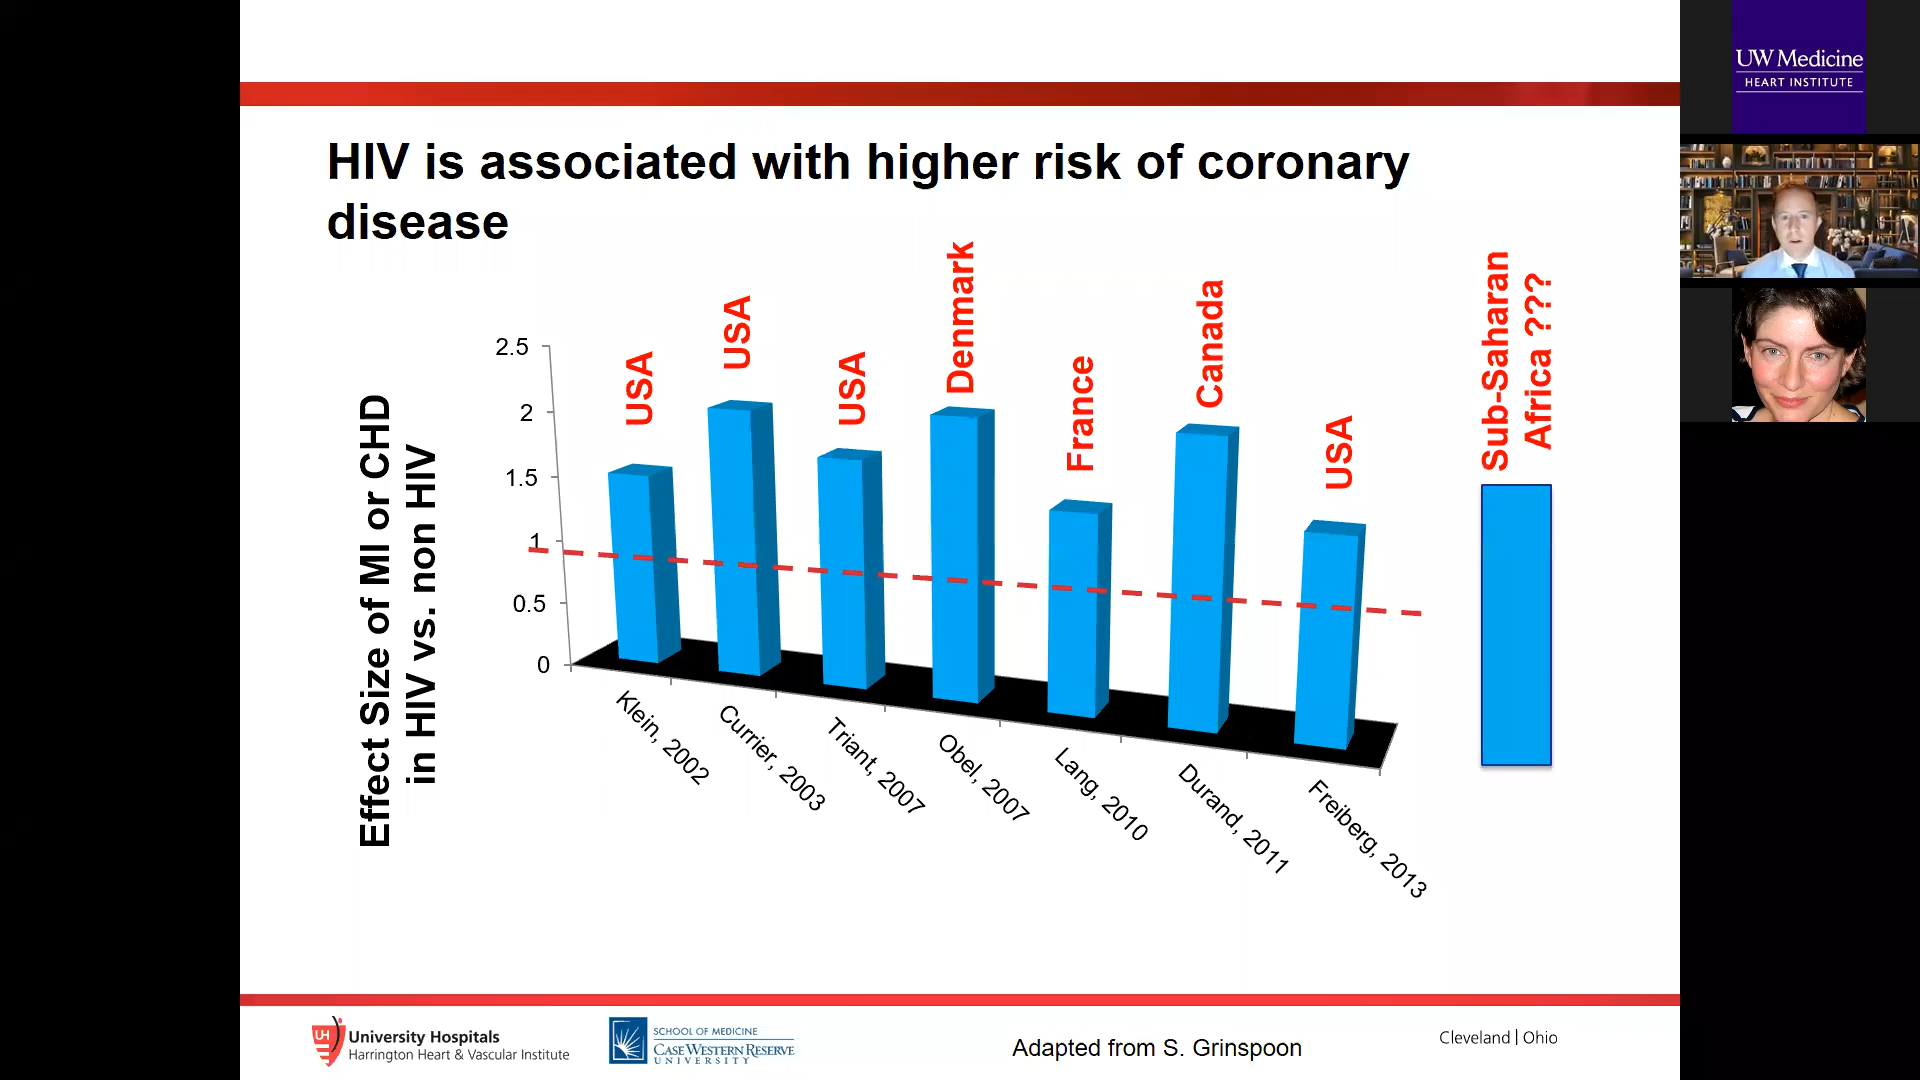 HIV is associated with higher risk of coronary
disease
Effect Size of MI or CHD
in HIV vs. non HIV
2.5
2
1.5
1
0.5
0
USA
USA
USA
Denmark
France
Canada
USA
Sub-Saharan
Africa ???
Klein, 2002
Currier, 2003
Triant, 2007
Obel, 2007
Lang, 2010
Durand, 2011
Freiberg, 2013
UH
University Hospitals
Harrington Heart & Vascular Institute
SCHOOL OF MEDICINE
CASE WESTERN RESERVE
UNIVERSITY
Adapted from S. Grinspoon
Cleveland | Ohio
UW Medicine
HEART INSTITUTE